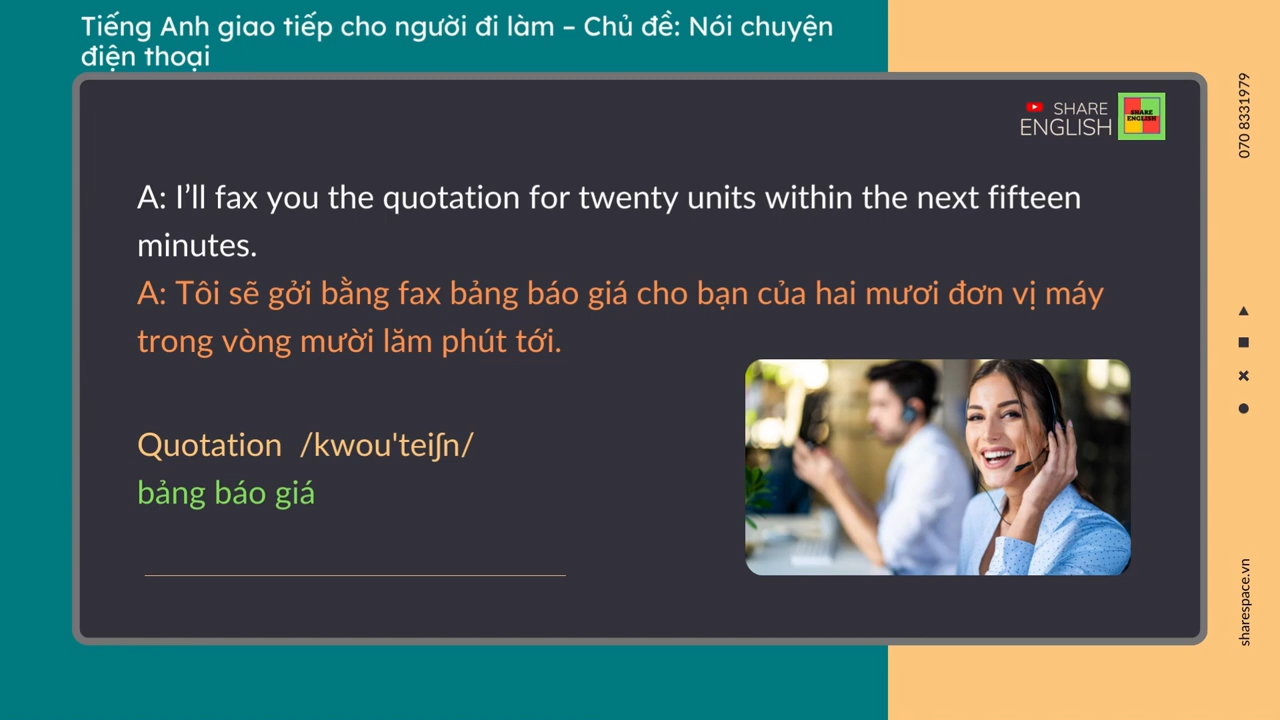 Tiếng Anh giao tiếp cho người đi làm – Chủ đề: Nói chuyện
điện thoại
SHARE
ENGLISH
SHARE
ENGLISH
A: I’ll fax you the quotation for twenty units within the next fifteen
minutes.
A: Tôi sẽ gởi bằng fax bảng báo giá cho bạn của hai mươi đơn vị máy
trong vòng mười lăm phút tới.
Quotation /kwou'teiʃn/
bảng báo giá
070 8331979
sharespace.vn